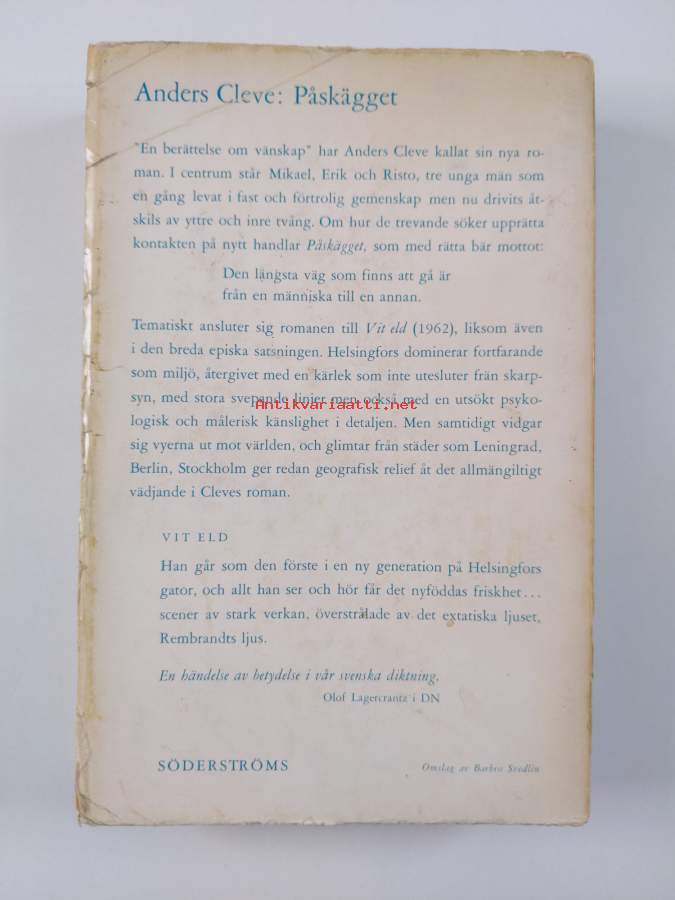 Anders Cleve: Påskägget
"En berättelse om vänskap" har Anders Cleve kallat sin nya ro-
man. I centrum står Mikael, Erik och Risto, tre unga män som
en gång levat i fast och förtrolig gemenskap men nu drivits åt-
skils av yttre och inre tvång. Om hur de trevande söker upprätta
kontakten på nytt handlar Påskägget, som med rätta bär mottot:
Den längsta väg som finns att gå är
från en människa till en annan.
Tematiskt ansluter sig romanen till Vit eld (1962), liksom även
i den breda episka satsningen. Helsingfors dominerar fortfarande
som miljö, återgivet med en kärlek som inte utesluter från skarp-
syn, med stora svepande linjer men också med en utsökt psyko-
Antikvariaatti.net
logisk och målerisk känslighet i detaljen. Men samtidigt vidgar
sig vyerna ut mot världen, och glimtar från städer som Leningrad,
Berlin, Stockholm ger redan geografisk relief åt det allmängiltigt
vädjande i Cleves roman.
VIT ELD
Han går som den förste i en ny generation på Helsingfors
gator, och allt han ser och hör får det nyföddas friskhet...
scener av stark verkan, överstrålade av det extatiska ljuset,
Rembrandts ljus.
En händelse av betydelse i vår svenska diktning.
Olof Lagercrantz i DN
SÖDERSTRÖMS
Omslag av Barbro Svedlin